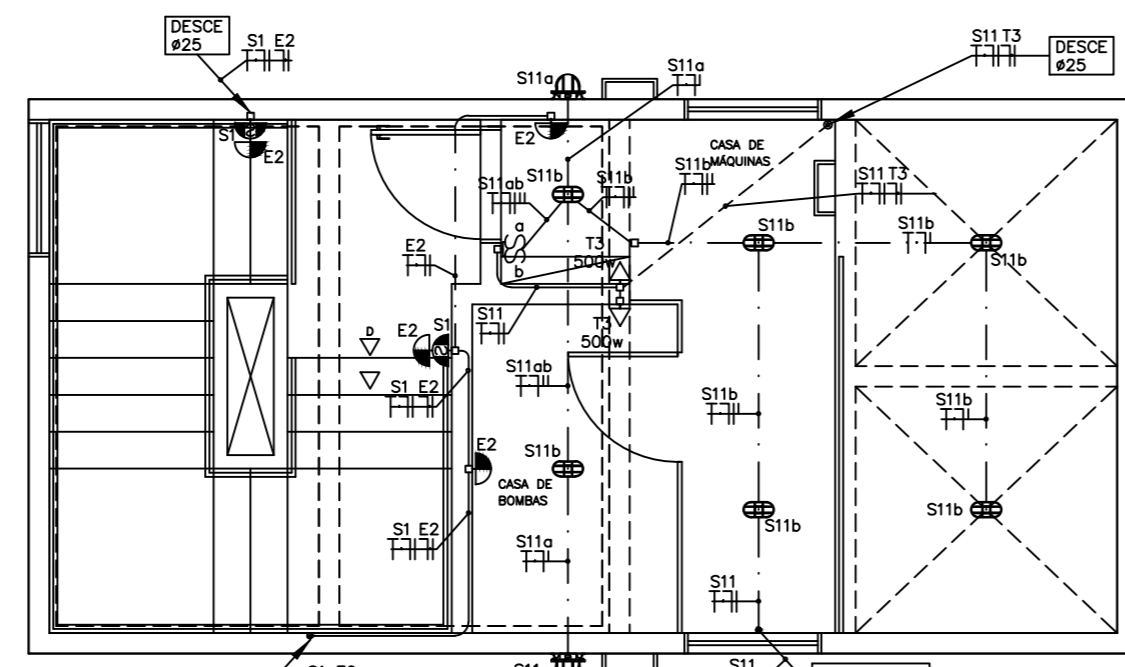 DESCE
ø25
S1 E2
S11a
S11a
S11 T3
DESCE
ø25
S1
E2
E2
CASA DE
MÁQUINAS
S11b
S11b
S11b
S11ab
S11 T3
a
b
T3
500w
S11b
S11b
S11b
E2
S11
T3
500w
D
E2
S1
S11ab
S1 E2
S11b
S11b
E2
S11b
CASA DE
BOMBAS
S11b
S11b
S1 E2
S11a
S11
S11
S11